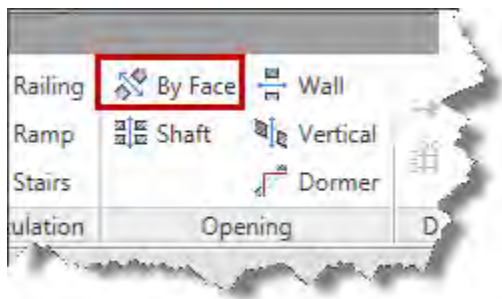 Railing By Face Wall
Ramp Shaft Vertical
Stairs Dormer
ulation Opening D